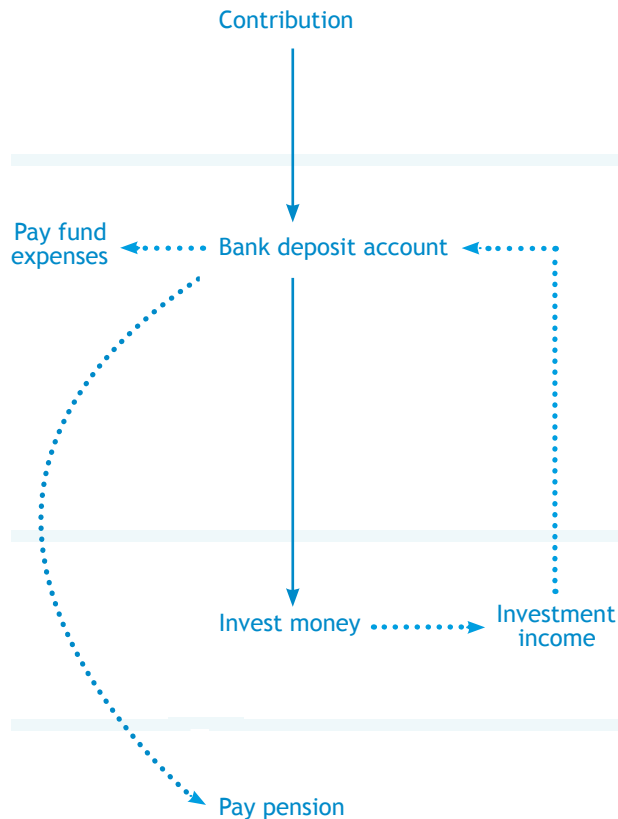 Contribution
Pay fund
expenses
Bank deposit account
Invest money
Investment
income
Pay pension